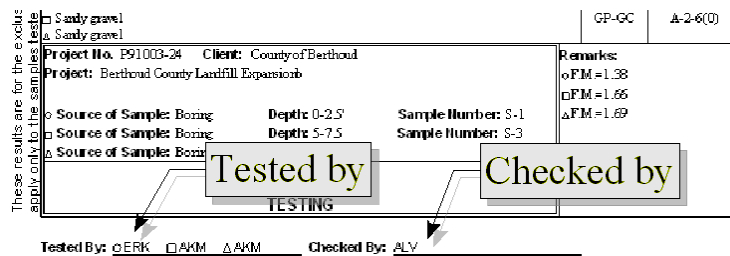 These results are for the exclus
apply only to the samples teste
□ Sandy gravel GP-GC A-2-6(0)
△ Sandy gravel
Project No. P91003-24 Client: County of Berthoud Remarks:
Project: Berthoud County Landfill Expansionb ○FM=1.38
□FM=1.66
○ Source of Sample: Boring Depth: 0-2.5' Sample Number: S-1 △FM=1.69
□ Source of Sample: Boring Depth: 5-7.5 Sample Number: S-3
△ Source of Sample: Borin
Tested by Checked by
TESTING
Tested By: ○ERK □AKM △AKM Checked By: ALV